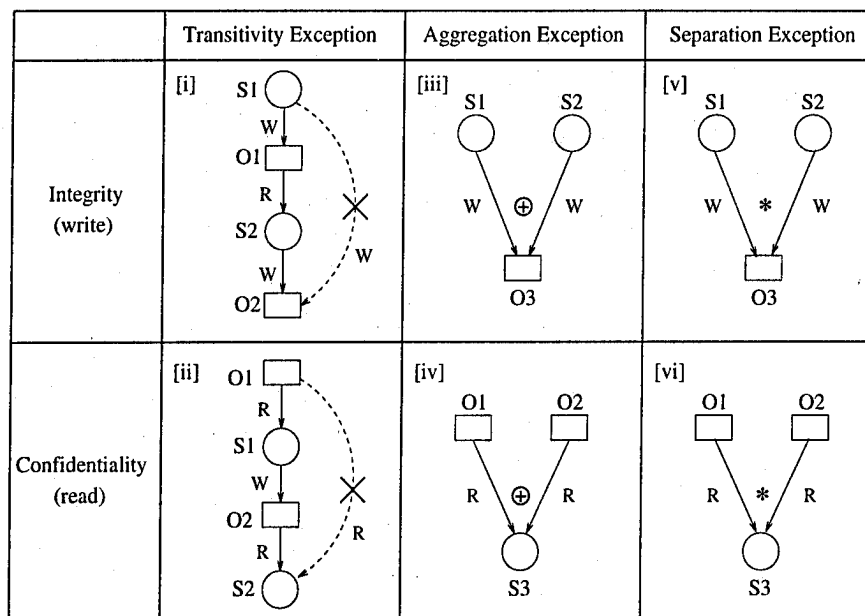 Transitivity Exception
Aggregation Exception
Separation Exception
Integrity
(write)
[i]
S1
W
O1
R
S2
W
W
O2
[iii]
S1
S2
W
⊕
W
O3
[v]
S1
S2
W
*
W
O3
Confidentiality
(read)
[ii]
O1
R
S1
W
O2
R
R
S2
[iv]
O1
O2
R
⊕
R
S3
[vi]
O1
O2
R
*
R
S3